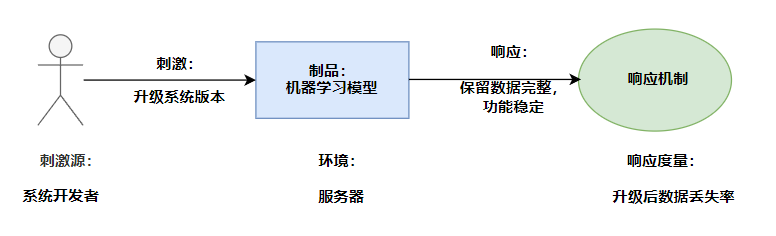 刺激：
升级系统版本
制品：
机器学习模型
响应：
保留数据完整，
功能稳定
响应机制
刺激源：
系统开发者
环境：
服务器
响应度量：
升级后数据丢失率